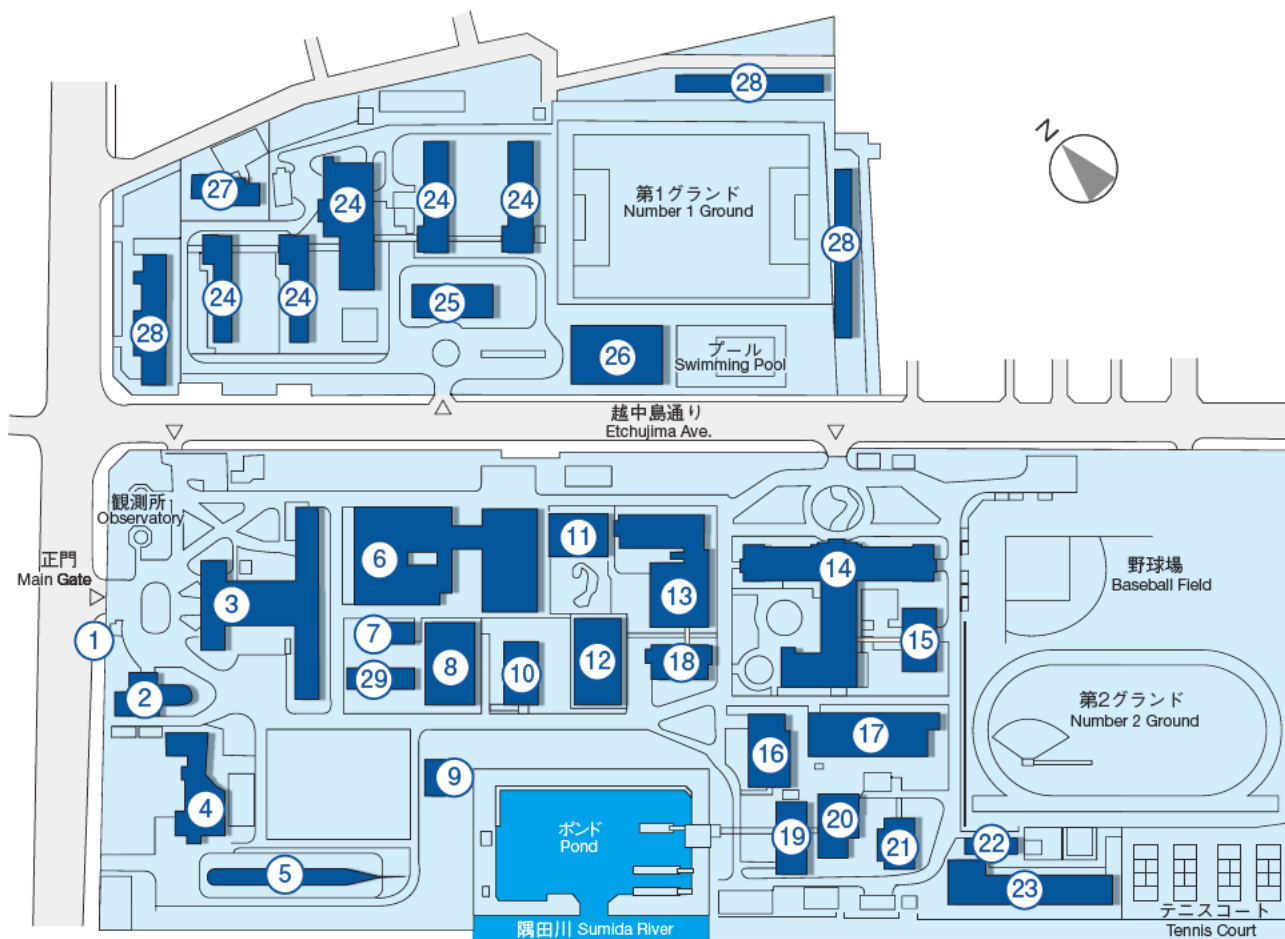 28
N
27
24
24
24
第1グランド
Number 1 Ground
28
24
24
25
28
26
プール
Swimming Pool
越中島通り
Etchujima Ave.
観測所
Observatory
正門
Main Gate
6
11
14
野球場
Baseball Field
3
13
1
7
15
2
29
8
10
12
18
第2グランド
Number 2 Ground
16
17
4
9
ポンド
Pond
19
20
21
22
5
23
隅田川 Sumida River
テニスコート
Tennis Court